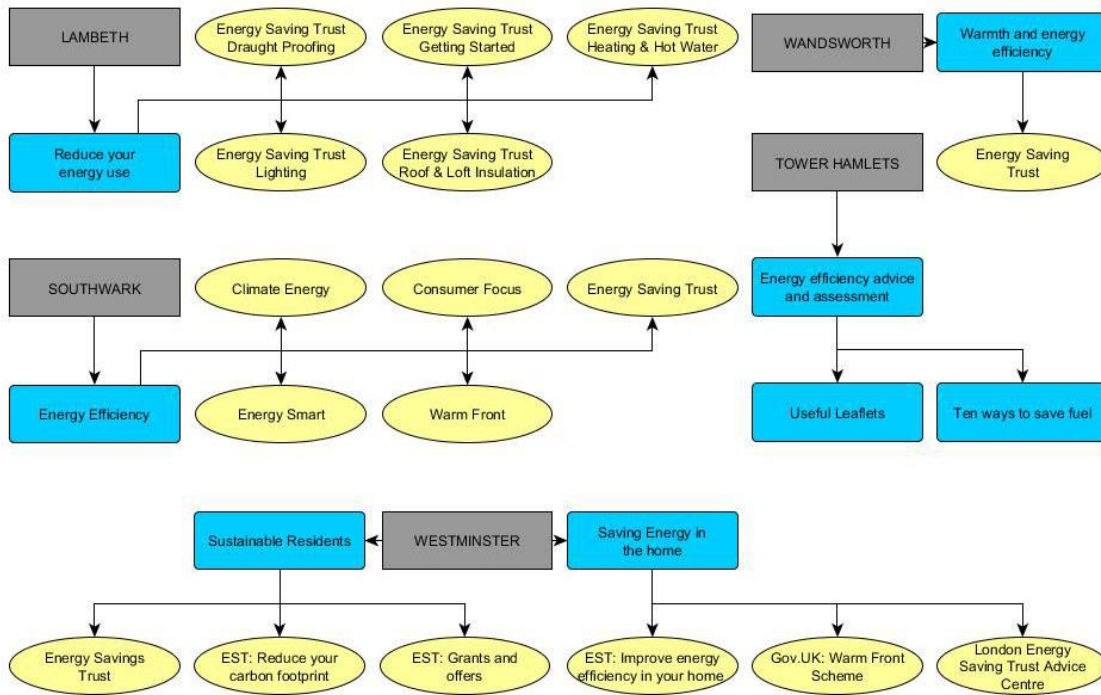 LAMBETH
Energy Saving Trust
Draught Proofing
Energy Saving Trust
Getting Started
Energy Saving Trust
Heating & Hot Water
Reduce your
energy use
Energy Saving Trust
Lighting
Energy Saving Trust
Roof & Loft Insulation
WANDSWORTH
Warmth and energy
efficiency
Energy Saving
Trust
TOWER HAMLETS
Energy efficiency advice
and assessment
Useful Leaflets
Ten ways to save fuel
SOUTHWARK
Climate Energy
Consumer Focus
Energy Saving Trust
Energy Efficiency
Energy Smart
Warm Front
Sustainable Residents
WESTMINSTER
Saving Energy in
the home
Energy Savings
Trust
EST: Reduce your
carbon footprint
EST: Grants and
offers
EST: Improve energy
efficiency in your home
Gov.UK: Warm Front
Scheme
London Energy
Saving Trust Advice
Centre